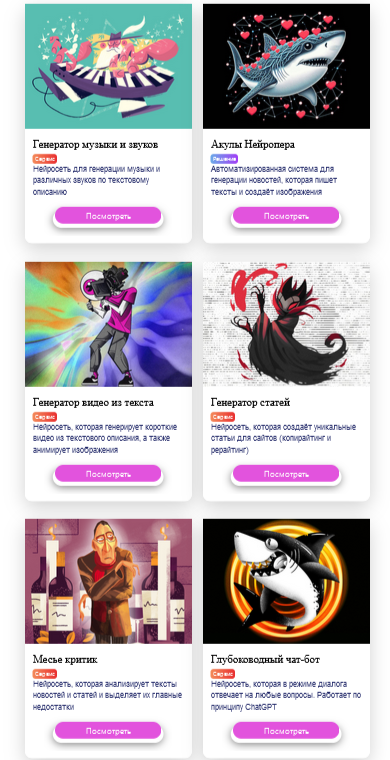 Генератор музыки и звуков
Сервис
Нейросеть для генерации музыки и
различных звуков по текстовому
описанию
Посмотреть
Акулы Нейропера
Решение
Автоматизированная система для
генерации новостей, которая пишет
тексты и создаёт изображения
Посмотреть
Генератор видео из текста
Сервис
Нейросеть, которая генерирует короткие
видео из текстового описания, а также
анимирует изображения
Посмотреть
Генератор статей
Сервис
Нейросеть, которая создаёт уникальные
статьи для сайтов (копирайтинг и
рерайтинг)
Посмотреть
Месье критик
Сервис
Нейросеть, которая анализирует тексты
новостей и статей и выделяет их главные
недостатки
Посмотреть
Глубоководный чат-бот
Сервис
Нейросеть, которая в режиме диалога
отвечает на любые вопросы. Работает по
принципу ChatGPT
Посмотреть